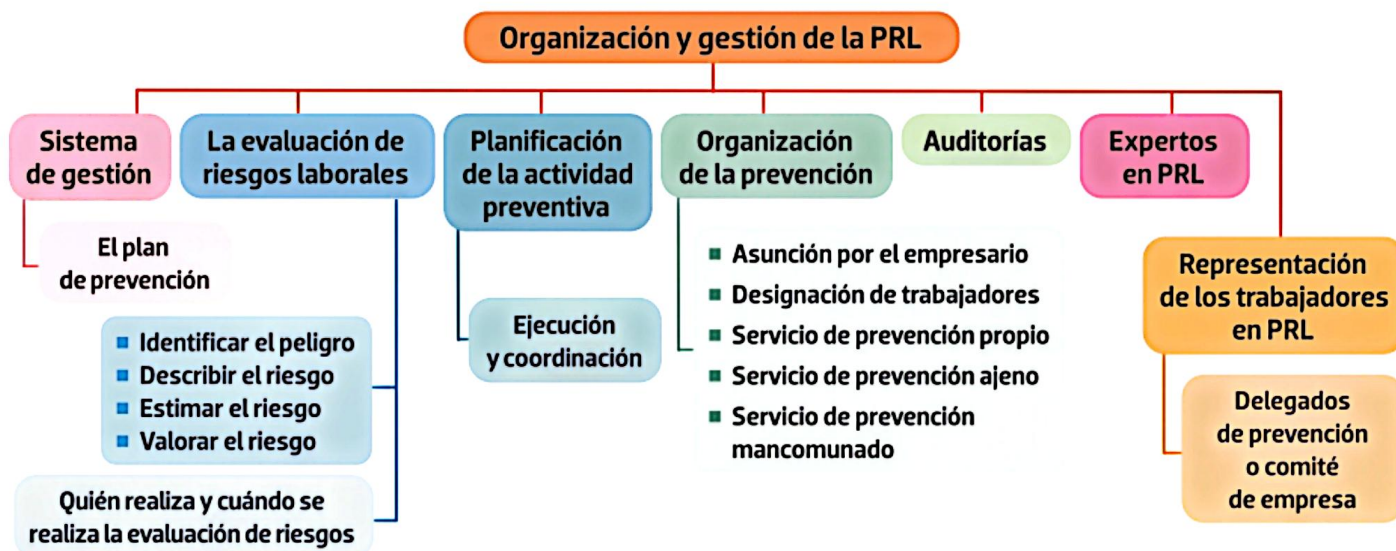 Organización y gestión de la PRL
Sistema
de gestión
El plan
de prevención
La evaluación de
riesgos laborales
Identificar el peligro
Describir el riesgo
Estimar el riesgo
Valorar el riesgo
Quién realiza y cuándo se
realiza la evaluación de riesgos
Planificación
de la actividad
preventiva
Ejecución
y coordinación
Organización
de la prevención
Asunción por el empresario
Designación de trabajadores
Servicio de prevención propio
Servicio de prevención ajeno
Servicio de prevención
mancomunado
Auditorías
Expertos
en PRL
Representación
de los trabajadores
en PRL
Delegados
de prevención
o comité
de empresa